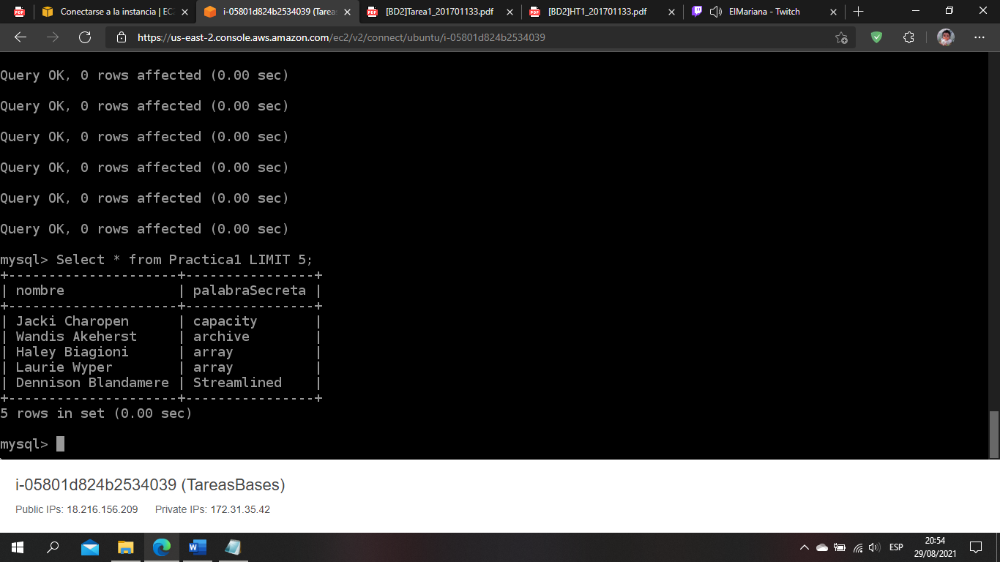 Conectarse a la instancia | EC
i-05801d824b2534039 (Tarea
[BD2]Tarea1_201701133.pdf
[BD2]HT1_201701133.pdf
ElMariana - Twitch
https://us-east-2.console.aws.amazon.com/ec2/v2/connect/ubuntu/i-05801d824b2534039
Query OK, 0 rows affected (0.00 sec)
Query OK, 0 rows affected (0.00 sec)
Query OK, 0 rows affected (0.00 sec)
Query OK, 0 rows affected (0.00 sec)
Query OK, 0 rows affected (0.00 sec)
Query OK, 0 rows affected (0.00 sec)
mysql> Select * from Practica1 LIMIT 5;
+---------------------+----------------+
| nombre              | palabraSecreta |
+---------------------+----------------+
| Jacki Charopen      | capacity       |
| Wandis Akeherst     | archive        |
| Haley Biagioni      | array          |
| Laurie Wyper        | array          |
| Dennison Blandamere | Streamlined    |
+---------------------+----------------+
5 rows in set (0.00 sec)
mysql>
i-05801d824b2534039 (TareasBases)
Public IPs: 18.216.156.209 Private IPs: 172.31.35.42
ESP
20:54
29/08/2021